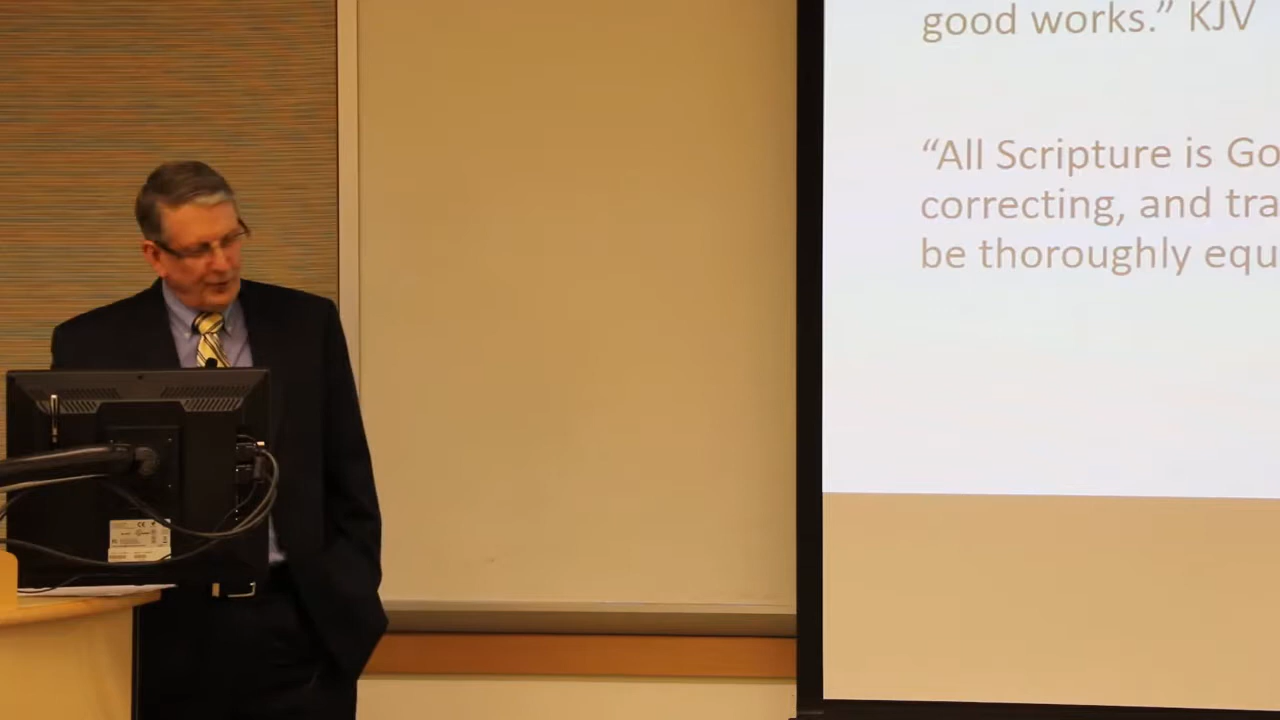 good works.” KJV
“All Scripture is Go
correcting, and tra
be thoroughly equ